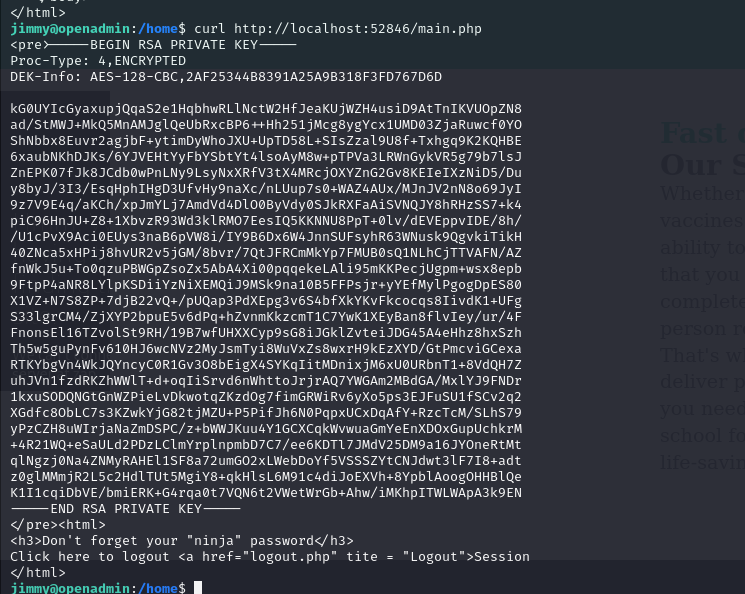 </html>
jimmy@openadmin:/home$ curl http://localhost:52846/main.php
<pre>-----BEGIN RSA PRIVATE KEY-----
Proc-Type: 4,ENCRYPTED
DEK-Info: AES-128-CBC,2AF25344B8391A25A9B318F3FD767D6D
kG0UYIcGyaxupjQqaS2e1HqbhwRLlNctW2HfJeaKUjWZH4usiD9AtTnIKVUOpZN8
ad/StMWJ+MkQ5MnAMJglQeUbRxcBP6++Hh251jMcg8ygYcx1UMD03ZjaRuwcf0YO
ShNbbx8Euvr2agjbF+ytimDyWhoJXU+UpTD58L+SIsZzal9U8f+Txhgq9K2KQHBE
6xaubNKhDJKs/6YJVEHtYyFbYSbtYt4lsoAyM8w+pTPVa3LRWnGykVR5g79b7lsJ
ZnEPK07fJk8JCdb0wPnLNy9LsyNxXRfV3tX4MRcjOXYZnG2Gv8KEIeIXzNiD5/Du
y8byJ/3I3/EsqHphIHgD3UfvHy9naXc/nLUup7s0+WAZ4AUx/MJnJV2nN8o69JyI
9z7V9E4q/aKCh/xpJmYLj7AmdVd4DlO0ByVdy0SJkRXFaAiSVNQJY8hRHzSS7+k4
piC96HnJU+Z8+1XbvzR93Wd3klRMO7EesIQ5KKNNU8PpT+0lv/dEVEppvIDE/8h/
/U1cPvX9Aci0EUys3naB6pVW8i/IY9B6Dx6W4JnnSUFsyhR63WNusk9QgvkiTikH
40ZNca5xHPij8hvUR2v5jGM/8bvr/7QtJFRCmMkYp7FMUB0sQ1NLhCjTTVAFN/AZ
fnWkJ5u+To0qzuPBWGpZsoZx5AbA4Xi00pqqekeLAli95mKKPecjUgpm+wsx8epb
9FtpP4aNR8LYlpKSDiiYzNiXEMQiJ9MSk9na10B5FFPsjr+yYEfMylPgogDpES80
X1VZ+N7S8ZP+7djB22vQ+/pUQap3PdXEpg3v6S4bfXkYKvFkcocqs8IivdK1+UFg
S33lgrCM4/ZjXYP2bpuE5v6dPq+hZvnmKkzcmT1C7YwK1XEyBan8flvIey/ur/4F
FnonsEl16TZvolSt9RH/19B7wfUHXXCyp9sG8iJGklZvteiJDG45A4eHhz8hxSzh
Th5w5guPynFv610HJ6wcNVz2MyJsmTyi8WuVxZs8wxrH9kEzXYD/GtPmcviGCexa
RTKYbgVn4WkJQYncyC0R1Gv3O8bEigX4SYKqIitMDnixjM6xU0URbnT1+8VdQH7Z
uhJVn1fzdRKZhWWlT+d+oqIiSrvd6nWhttoJrjrAQ7YWGAm2MBdGA/MxlYJ9FNDr
1kxuSODQNGtGnWZPieLvDkwotqZKzdOg7fimGRWiRv6yXo5ps3EJFuSU1fSCv2q2
XGdfc8ObLC7s3KZwkYjG82tjMZU+P5PifJh6N0PqpxUCxDqAfY+RzcTcM/SLhS79
yPzCZH8uWIrjaNaZmDSPC/z+bWWJKuu4Y1GCXCqkWvwuaGmYeEnXDOxGupUchkrM
+4R21WQ+eSaULd2PDzLClmYrplnpmbD7C7/ee6KDTl7JMdV25DM9a16JYOneRtMt
qlNgzj0Na4ZNMyRAHEl1SF8a72umGO2xLWebDoYf5VSSSZYtCNJdwt3lF7I8+adt
z0glMMmjR2L5c2HdlTUt5MgiY8+qkHlsL6M91c4diJoEXVh+8YpblAoogOHHBlQe
K1I1cqiDbVE/bmiERK+G4rqa0t7VQN6t2VWetWrGb+Ahw/iMKhpITWLWApA3k9EN
-----END RSA PRIVATE KEY-----
</pre><html>
<h3>Don't forget your "ninja" password</h3>
Click here to logout <a href="logout.php" tite = "Logout">Session
</html>
jimmy@openadmin:/home$